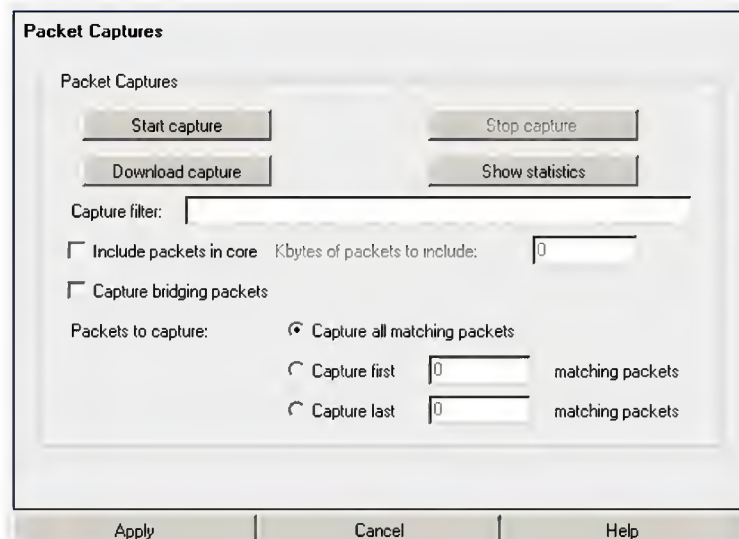 Packet Captures
Packet Captures
Start capture Stop capture
Download capture Show statistics
Capture filter:
Include packets in core Kbytes of packets to include: 0
Capture bridging packets
Packets to capture: Capture all matching packets
Capture first 0 matching packets
Capture last 0 matching packets
Apply Cancel Help